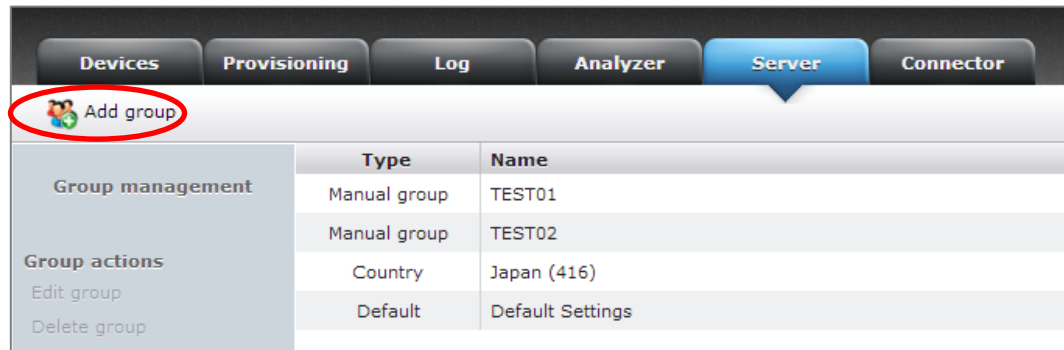 Devices Provisioning Log Analyzer Server Connector
Add group
Type Name
Group management
Manual group TEST01
Manual group TEST02
Group actions
Country Japan (416)
Edit group
Default Default Settings
Delete group